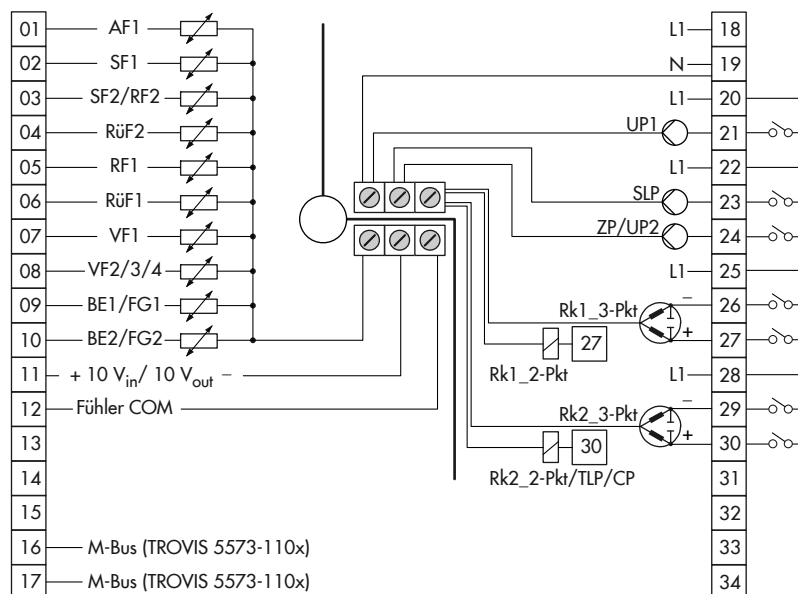 01 AF1
02 SF1
03 SF2/RF2
04 RüF2
05 RF1
06 RüF1
07 VF1
08 VF2/3/4
09 BE1/FG1
10 BE2/FG2
11 + 10 Vin/ 10 Vout −
12 Fühler COM
13
14
15
16 M-Bus (TROVIS 5573-110x)
17 M-Bus (TROVIS 5573-110x)
L1 18
N 19
L1 20
UP1 21
L1 22
SLP 23
ZP/UP2 24
L1 25
Rk1_3-Pkt − 26
+ 27
27
Rk1_2-Pkt
L1 28
Rk2_3-Pkt − 29
+ 30
30
Rk2_2-Pkt/TLP/CP
31
32
33
34